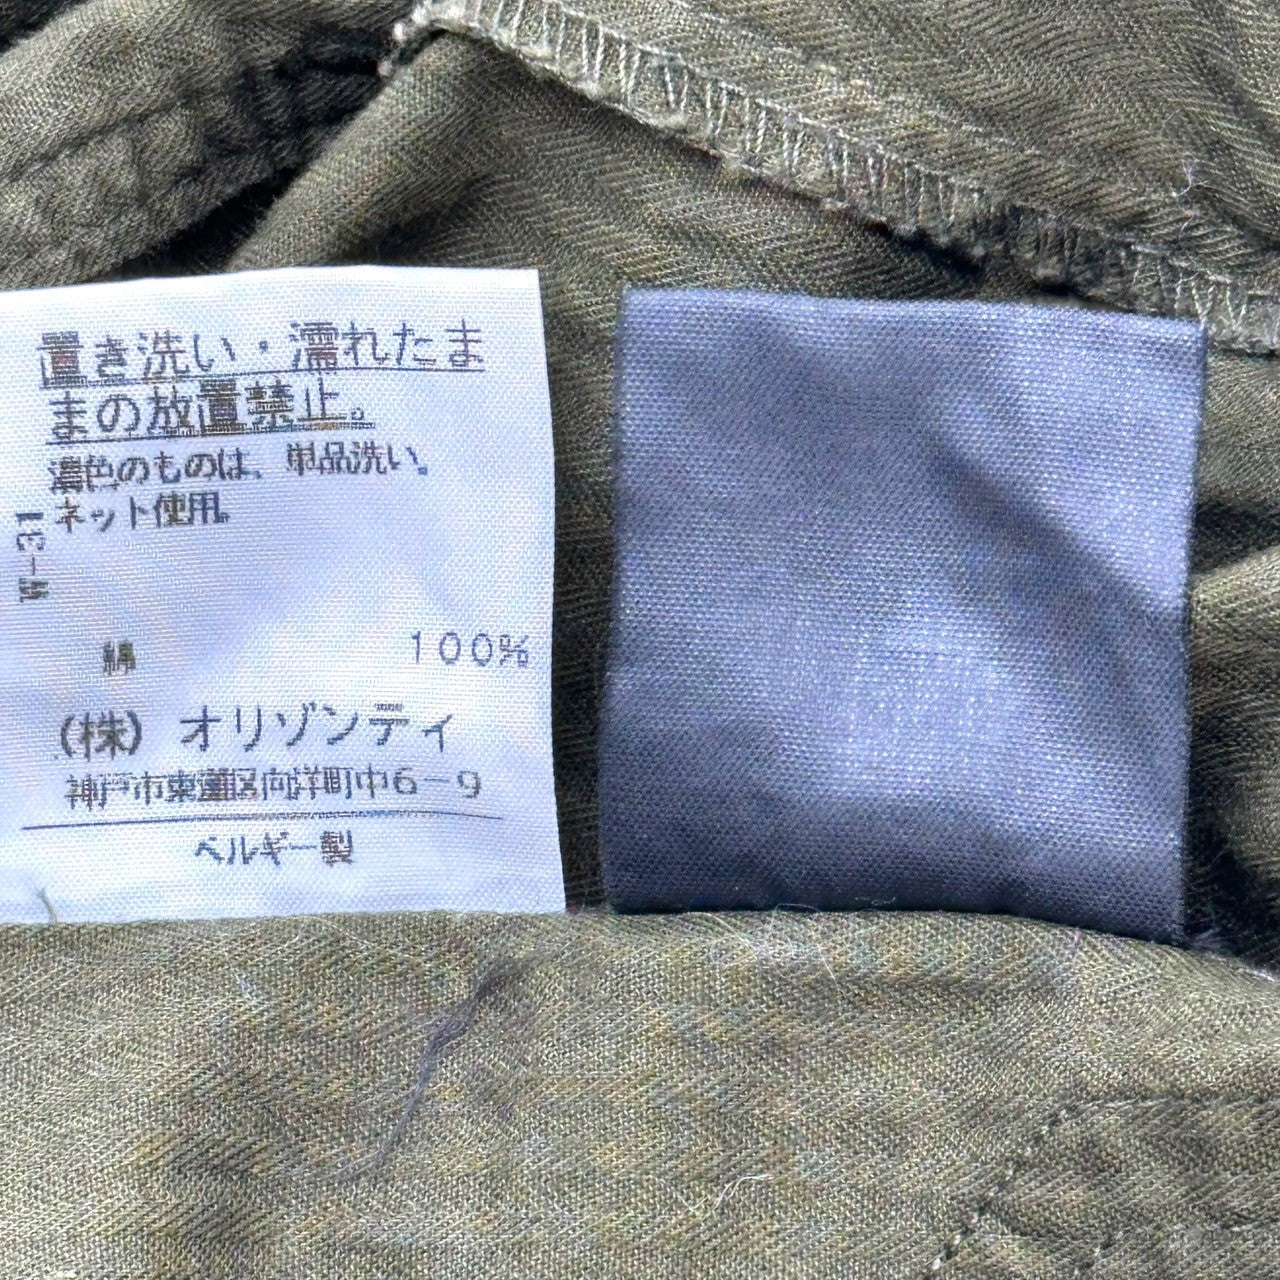 置き洗い・濡れたま
まの放置禁止。
濃色のものは、単品洗い。
ネット使用。
W-31
綿 100%
(株) オリゾンティ
神戸市東灘区向洋町中6-9
ベルギー製